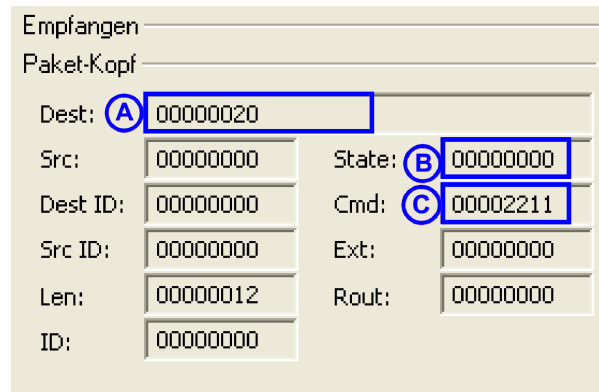 Empfangen
Paket-Kopf
Dest: A 00000020
Src: 00000000 State: B 00000000
Dest ID: 00000000 Cmd: C 00002211
Src ID: 00000000 Ext: 00000000
Len: 00000012 Rout: 00000000
ID: 00000000